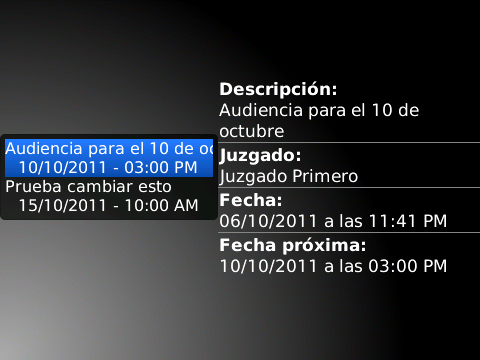 Audiencia para el 10 de oc
10/10/2011 - 03:00 PM
Prueba cambiar esto
15/10/2011 - 10:00 AM
Descripción:
Audiencia para el 10 de
octubre
Juzgado:
Juzgado Primero
Fecha:
06/10/2011 a las 11:41 PM
Fecha próxima:
10/10/2011 a las 03:00 PM